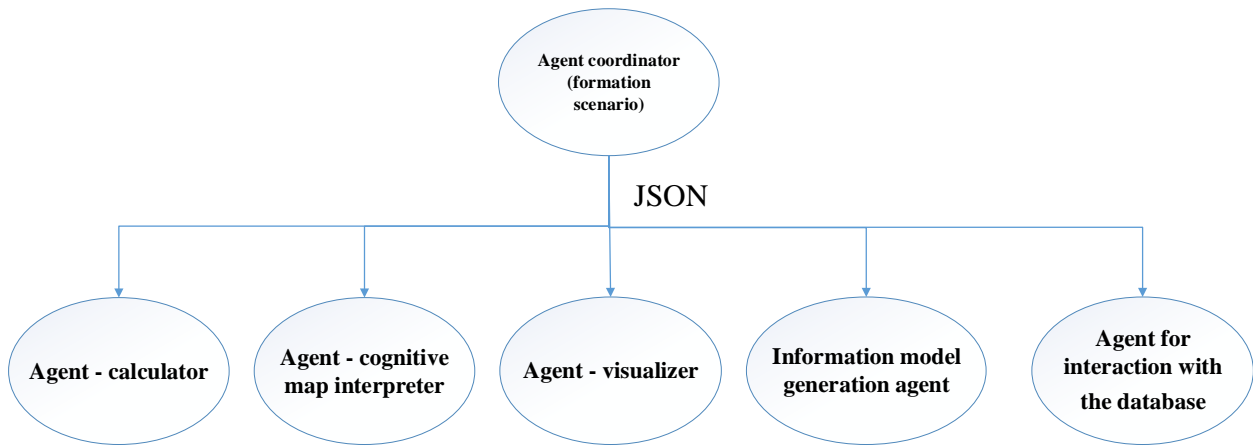 Agent coordinator
(formation
scenario)
JSON
Agent - calculator
Agent - cognitive
map interpreter
Agent - visualizer
Information model
generation agent
Agent for
interaction with
the database